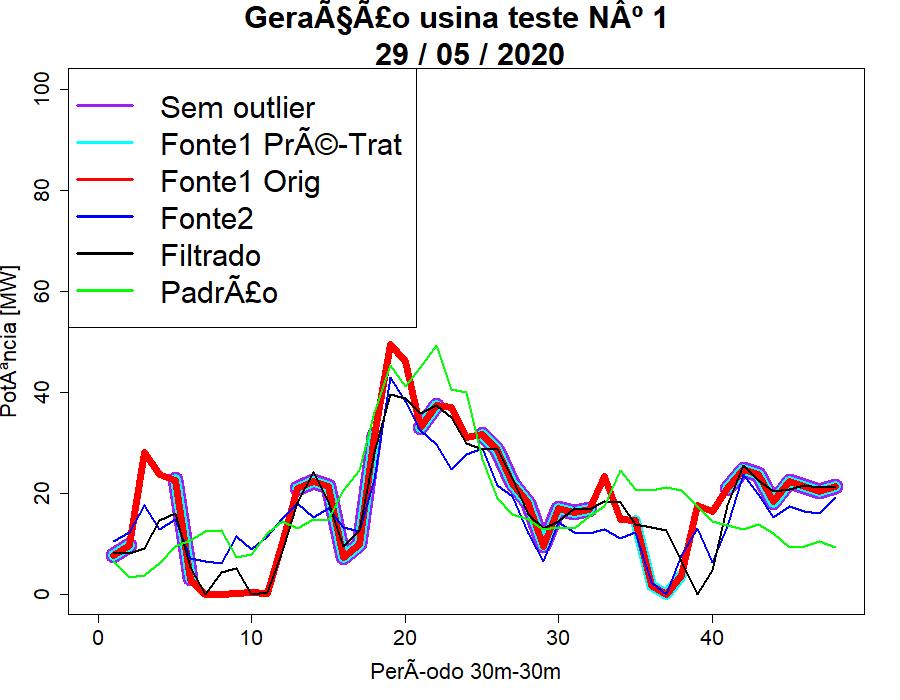 GeraÃ§Ã£o usina teste NÂº 1
29 / 05 / 2020
Sem outlier
Fonte1 PrÃ©-Trat
Fonte1 Orig
Fonte2
Filtrado
PadrÃ£o
PotÃªncia [MW]
100
80
60
40
20
0
0
10
20
30
40
PerÃ-odo 30m-30m